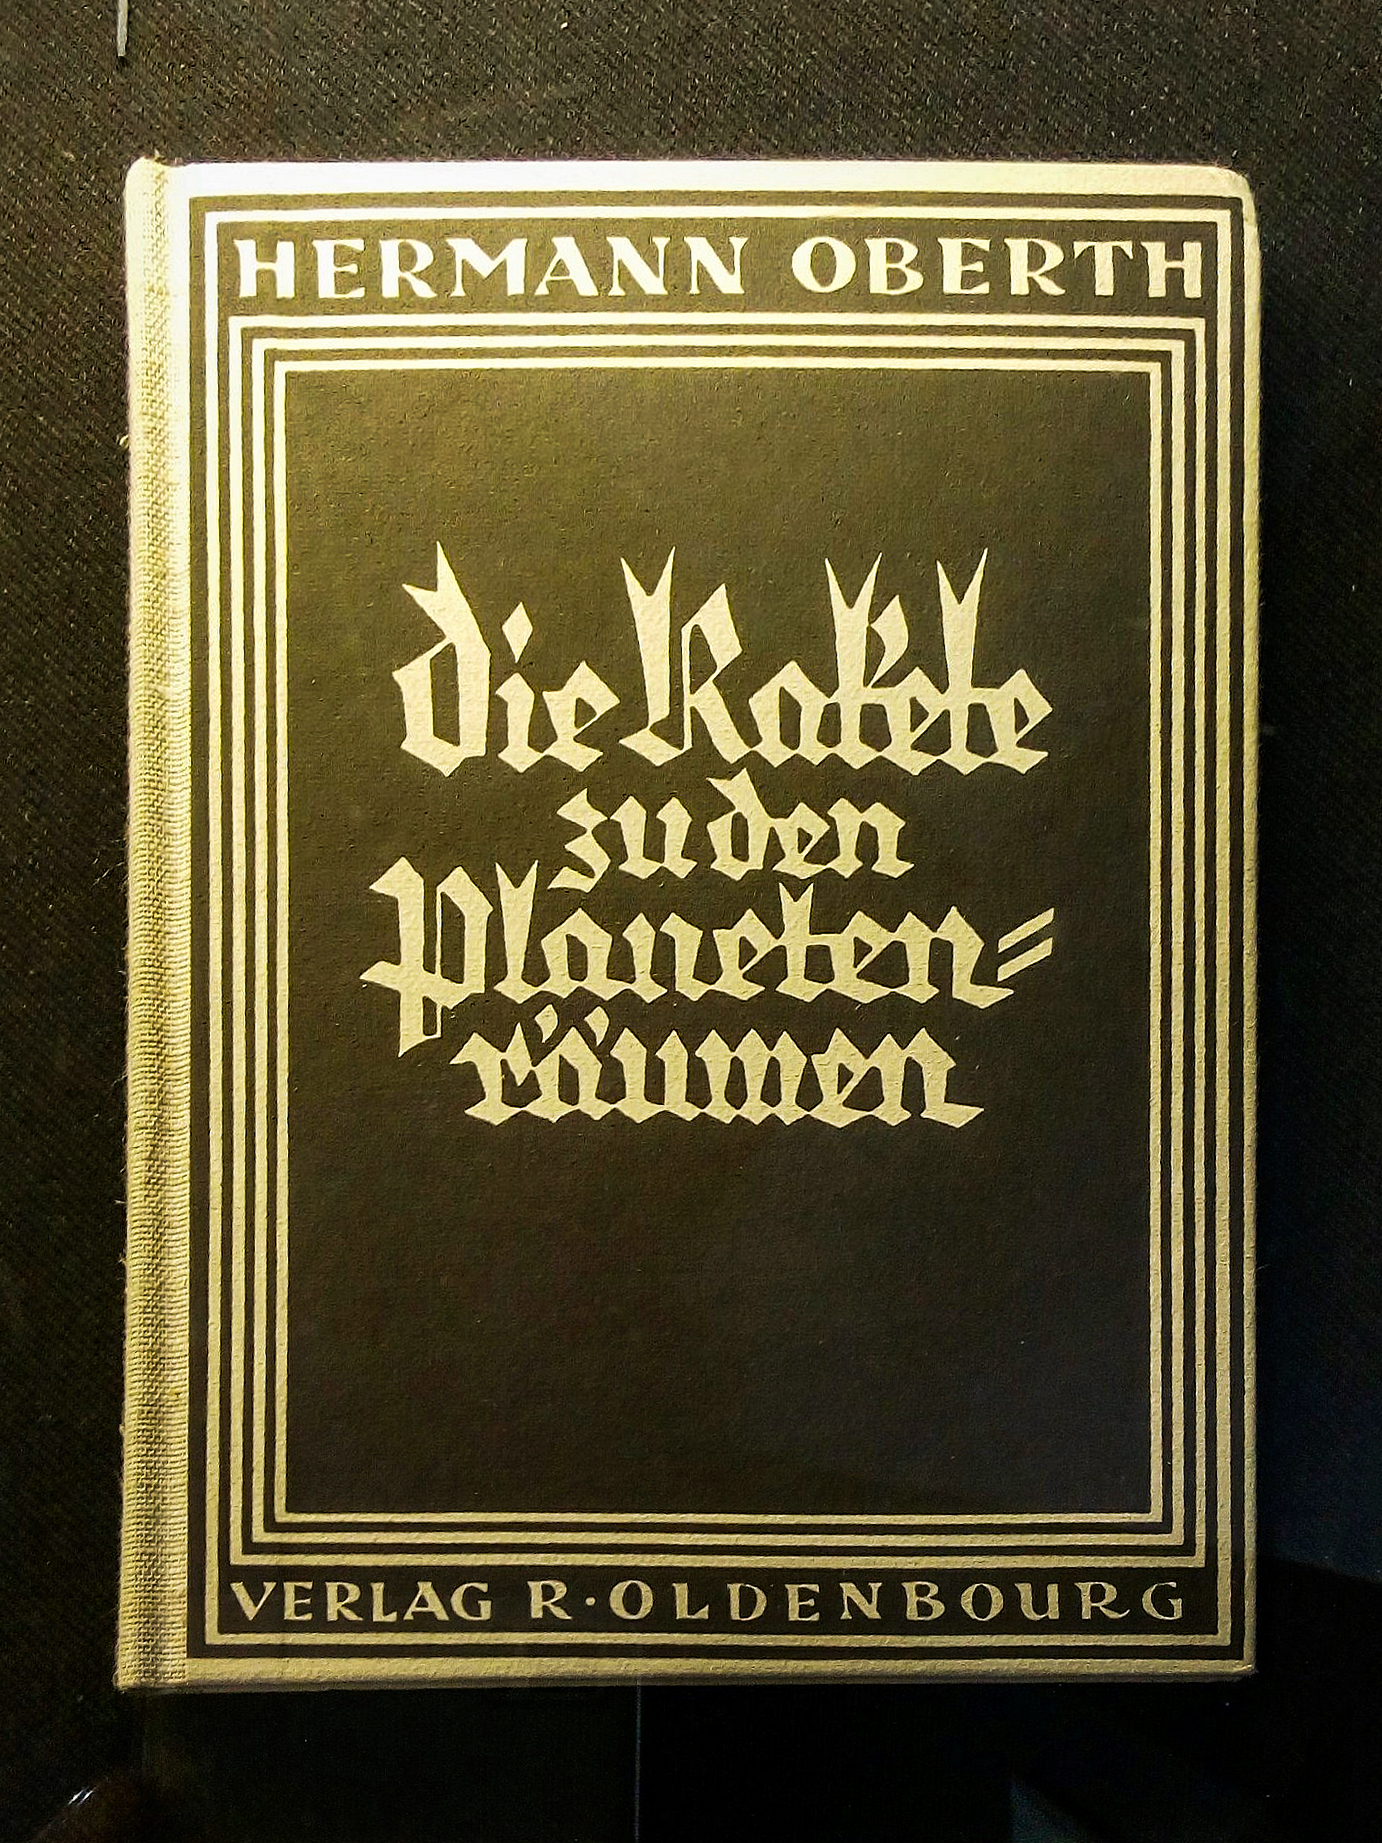 HERMANN OBERTH
die Rakete
zu den
Planeten=
räumen
VERLAG R·OLDENBOURG